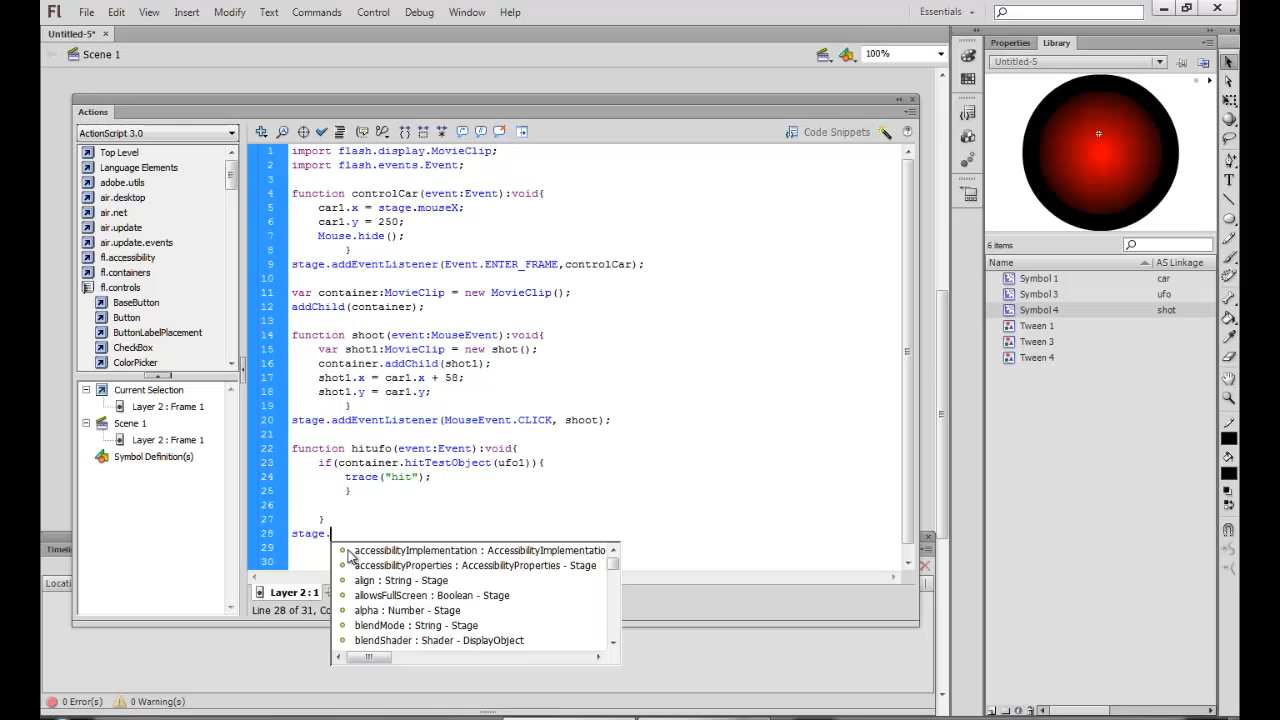 Fl File Edit View Insert Modify Text Commands Control Debug Window Help Essentials
Untitled-5* ×
Scene 1 100%
Properties Library
Untitled-5
Actions
ActionScript 3.0
Code Snippets
Top Level
Language Elements
adobe.utils
air.desktop
air.net
air.update
air.update.events
fl.accessibility
fl.containers
fl.controls
BaseButton
Button
ButtonLabelPlacement
CheckBox
ColorPicker
Current Selection
Layer 2 : Frame 1
Scene 1
Layer 2 : Frame 1
Symbol Definition(s)
1 import flash.display.MovieClip;
2 import flash.events.Event;
3
4 function controlCar(event:Event):void{
5 car1.x = stage.mouseX;
6 car1.y = 250;
7 Mouse.hide();
8 }
9 stage.addEventListener(Event.ENTER_FRAME,controlCar);
10
11 var container:MovieClip = new MovieClip();
12 addChild(container);
13
14 function shoot(event:MouseEvent):void{
15 var shot1:MovieClip = new shot();
16 container.addChild(shot1);
17 shot1.x = car1.x + 58;
18 shot1.y = car1.y;
19 }
20 stage.addEventListener(MouseEvent.CLICK, shoot);
21
22 function hitufo(event:Event):void{
23 if(container.hitTestObject(ufo1)){
24 trace("hit");
25 }
26
27 }
28 stage.
29
30
accessibilityImplementation : AccessibilityImplementatio
accessibilityProperties : AccessibilityProperties - Stage
align : String - Stage
allowsFullScreen : Boolean - Stage
alpha : Number - Stage
blendMode : String - Stage
blendShader : Shader - DisplayObject
Layer 2 : 1
Line 28 of 31, Co
Timeli
Locati
0 Error(s) 0 Warning(s)
6 items
Name AS Linkage
Symbol 1 car
Symbol 3 ufo
Symbol 4 shot
Tween 1
Tween 3
Tween 4